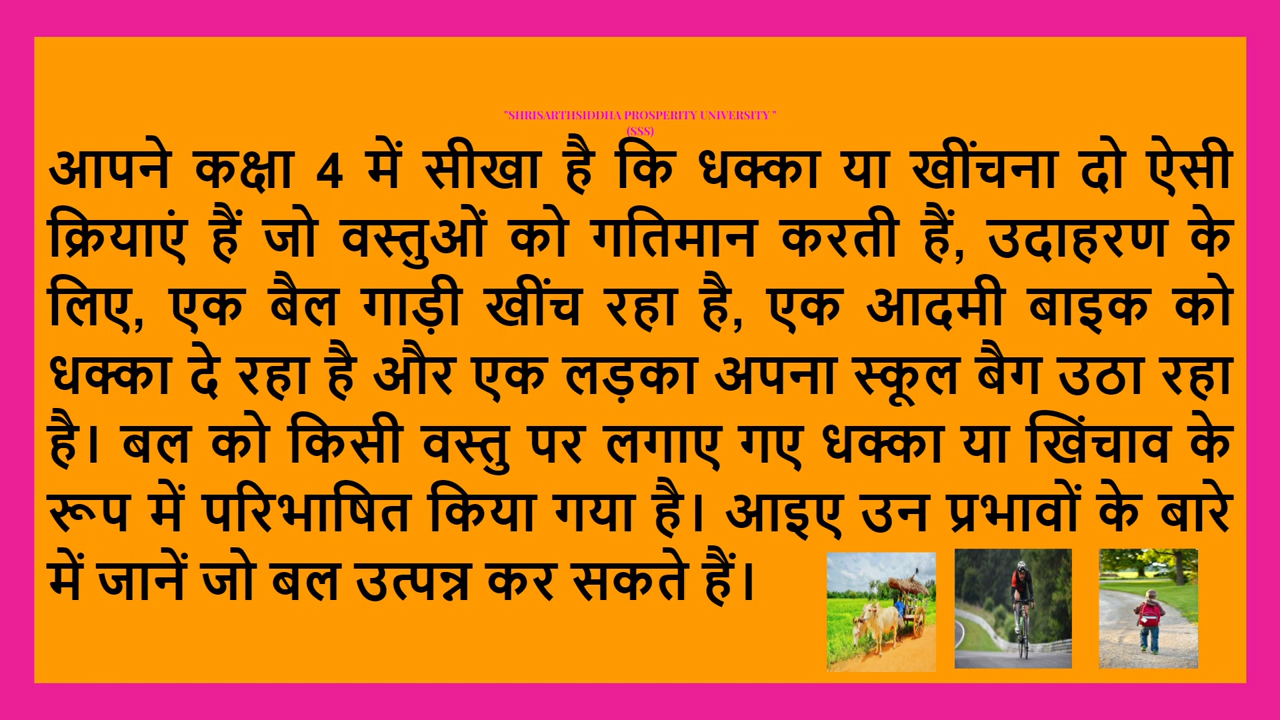 "SHRISARTHSIDDHA PROSPERITY UNIVERSITY "
(SSS)
आपने कक्षा 4 में सीखा है कि धक्का या खींचना दो ऐसी
क्रियाएं हैं जो वस्तुओं को गतिमान करती हैं, उदाहरण के
लिए, एक बैल गाड़ी खींच रहा है, एक आदमी बाइक को
धक्का दे रहा है और एक लड़का अपना स्कूल बैग उठा रहा
है। बल को किसी वस्तु पर लगाए गए धक्का या खिंचाव के
रूप में परिभाषित किया गया है। आइए उन प्रभावों के बारे
में जानें जो बल उत्पन्न कर सकते हैं।